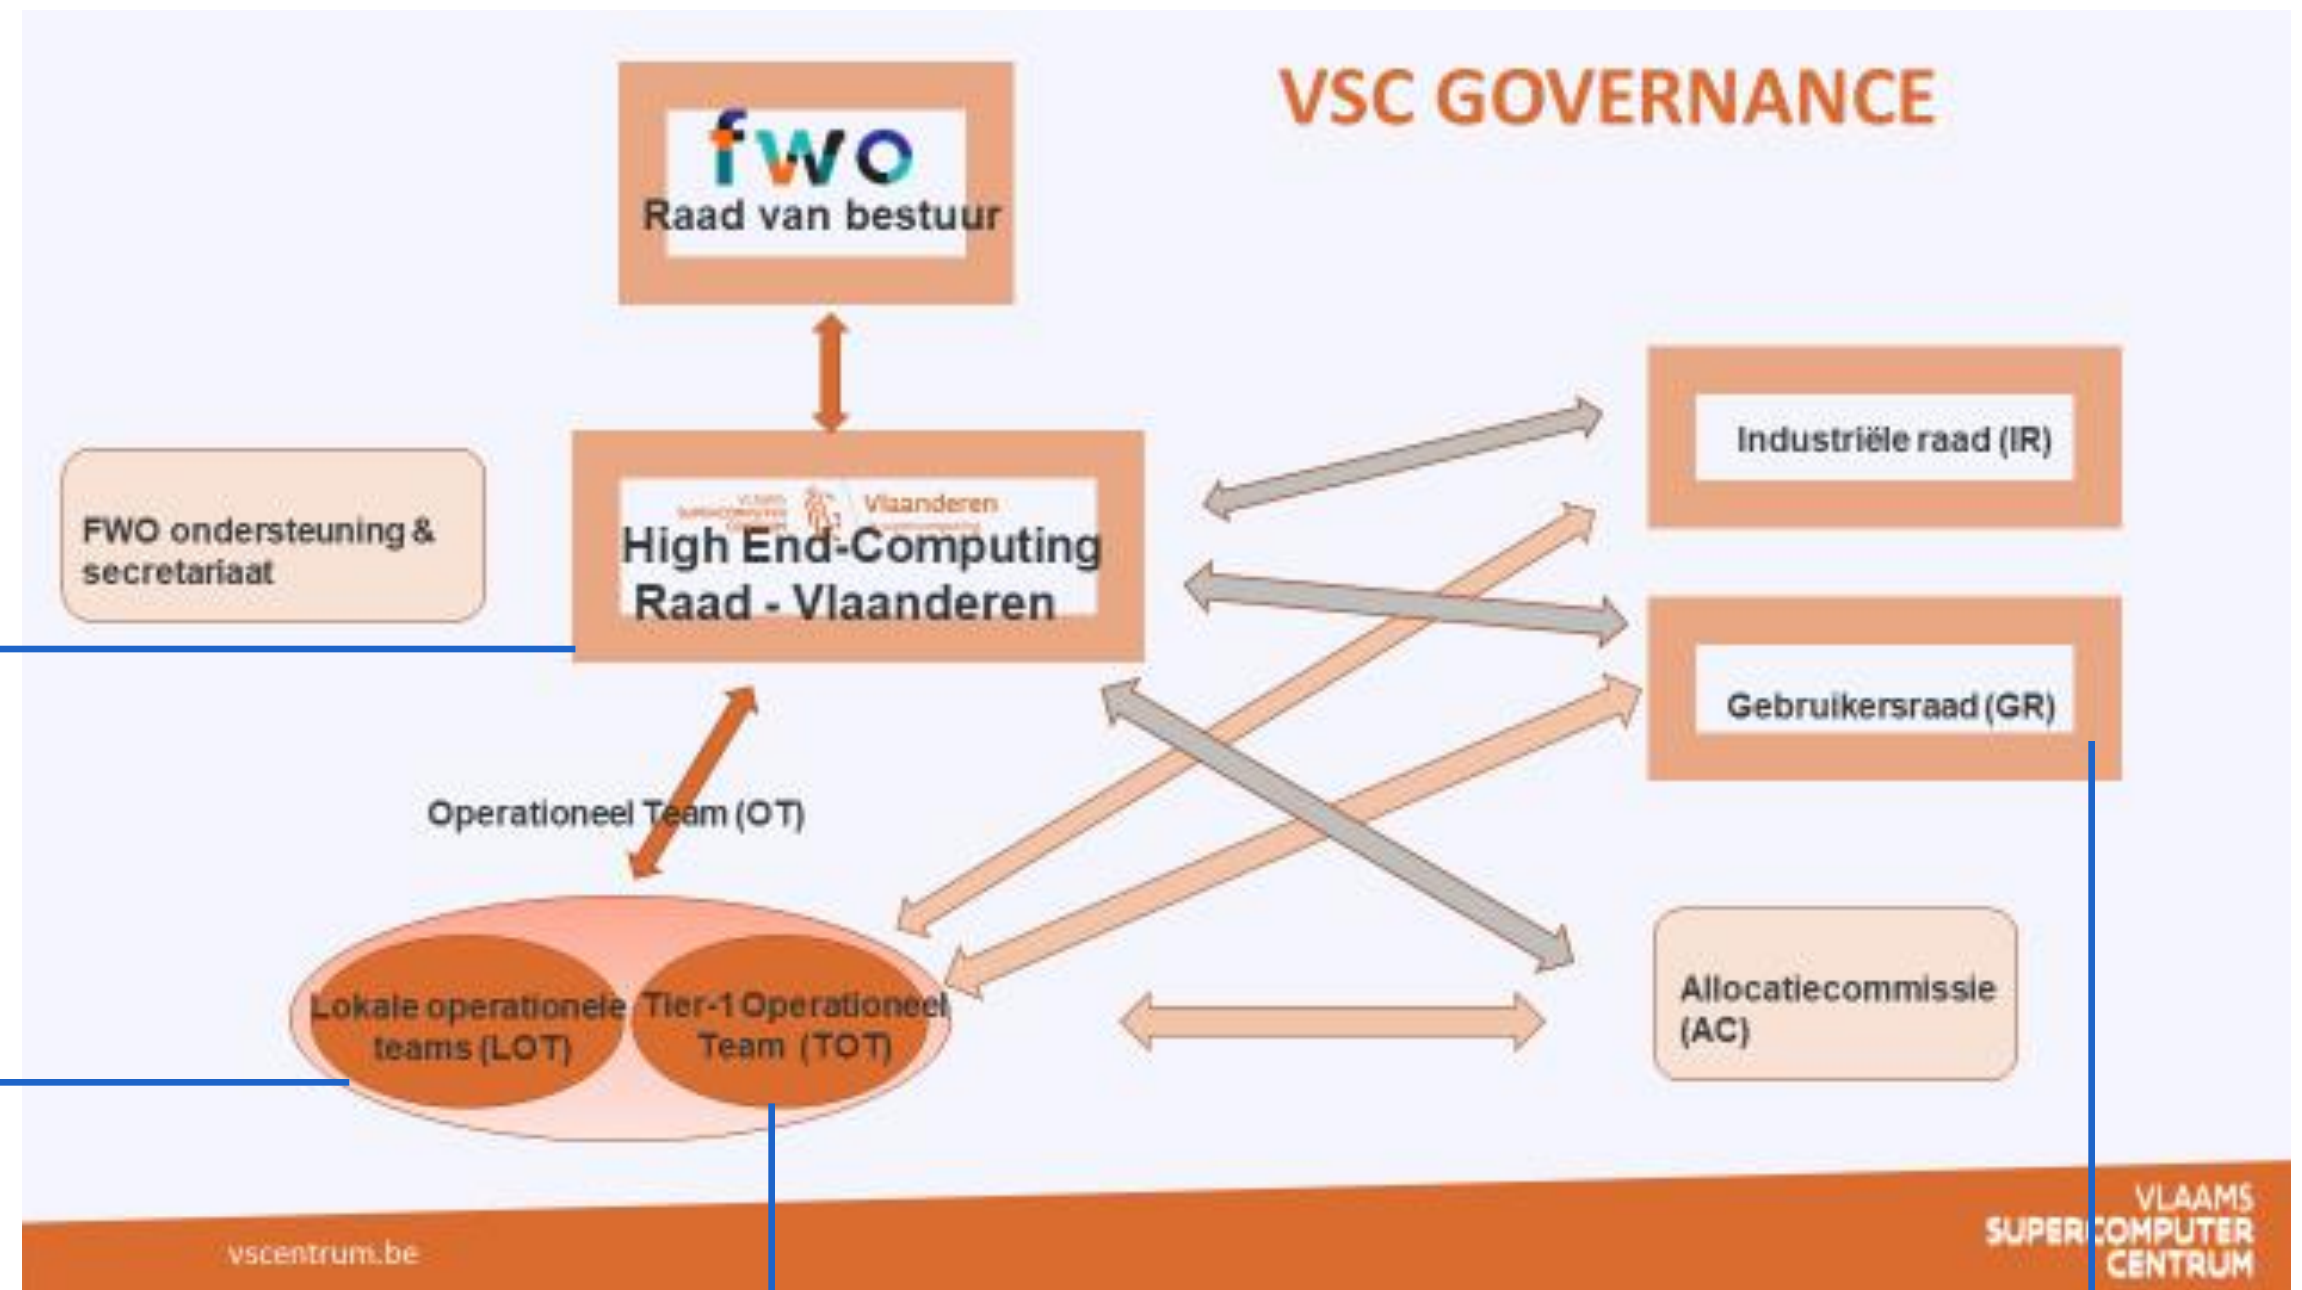 VSC GOVERNANCE
fwo
Raad van bestuur
Industriële raad (IR)
FWO ondersteuning &
secretariaat
Vlaanderen
High End-Computing
Raad - Vlaanderen
Gebruikersraad (GR)
Operationeel Team (OT)
Lokale operationele
teams (LOT)
Tier-1 Operationeel
Team (TOT)
Allocatiecommissie
(AC)
vscentrum.be
VLAAMS
SUPERCOMPUTER
CENTRUM